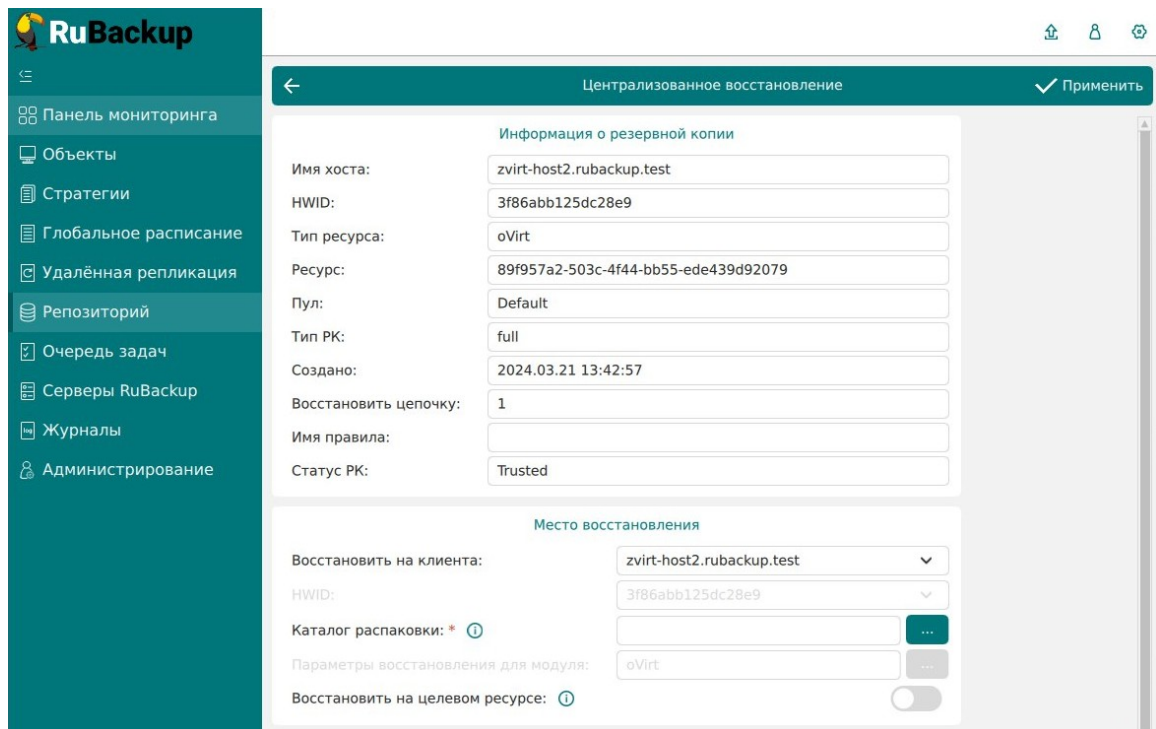 RuBackup
Панель мониторинга
Объекты
Стратегии
Глобальное расписание
Удалённая репликация
Репозиторий
Очередь задач
Серверы RuBackup
Журналы
Администрирование
Централизованное восстановление
Применить
Информация о резервной копии
Имя хоста: zvirt-host2.rubackup.test
HWID: 3f86abb125dc28e9
Тип ресурса: oVirt
Ресурс: 89f957a2-503c-4f44-bb55-ede439d92079
Пул: Default
Тип РК: full
Создано: 2024.03.21 13:42:57
Восстановить цепочку: 1
Имя правила:
Статус РК: Trusted
Место восстановления
Восстановить на клиента: zvirt-host2.rubackup.test
HWID: 3f86abb125dc28e9
Каталог распаковки: * ...
Параметры восстановления для модуля: oVirt ...
Восстановить на целевом ресурсе: